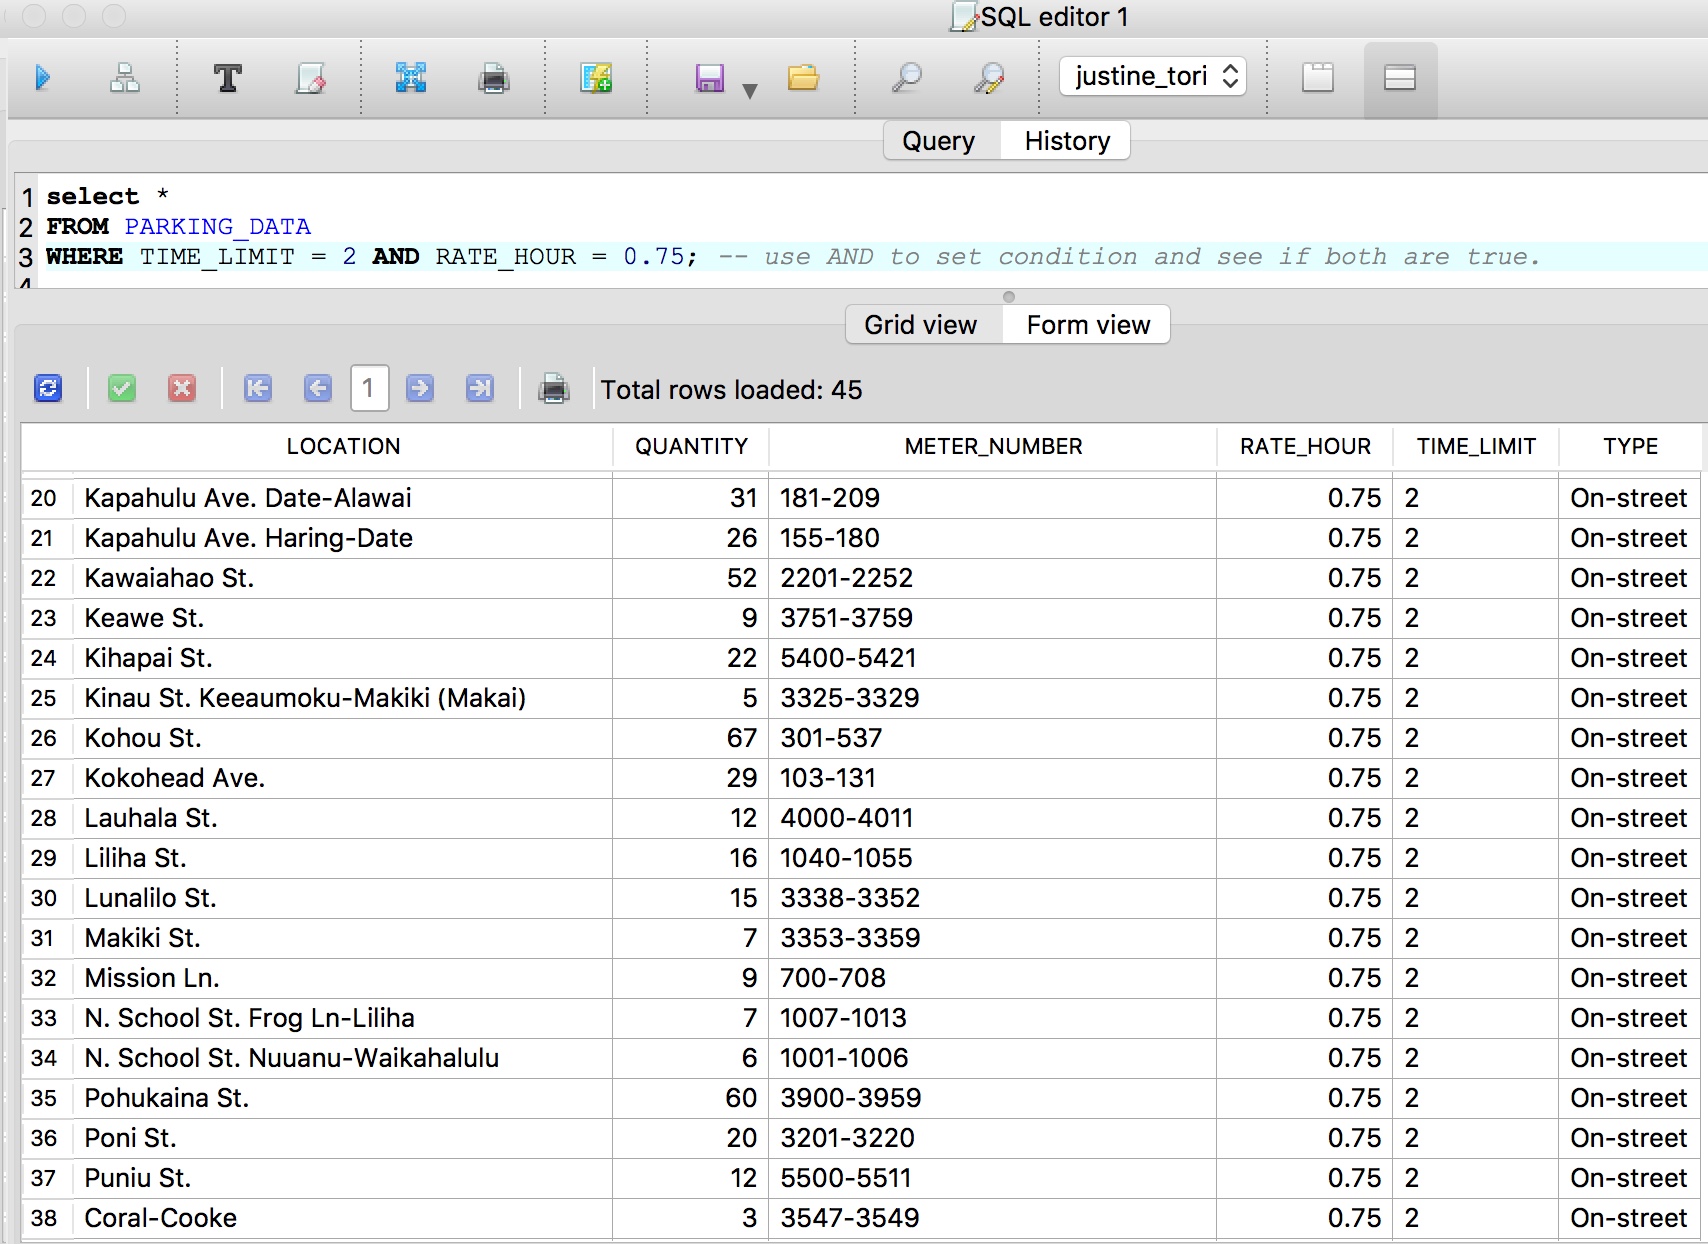 SQL editor 1
T
justine_tori
Query History
1 select *
2 FROM PARKING_DATA
3 WHERE TIME_LIMIT = 2 AND RATE_HOUR = 0.75; -- use AND to set condition and see if both are true.
4
Grid view Form view
1 Total rows loaded: 45
LOCATION QUANTITY METER_NUMBER RATE_HOUR TIME_LIMIT TYPE
20 Kapahulu Ave. Date-Alawai 31 181-209 0.75 2 On-street
21 Kapahulu Ave. Haring-Date 26 155-180 0.75 2 On-street
22 Kawaiahao St. 52 2201-2252 0.75 2 On-street
23 Keawe St. 9 3751-3759 0.75 2 On-street
24 Kihapai St. 22 5400-5421 0.75 2 On-street
25 Kinau St. Keeaumoku-Makiki (Makai) 5 3325-3329 0.75 2 On-street
26 Kohou St. 67 301-537 0.75 2 On-street
27 Kokohead Ave. 29 103-131 0.75 2 On-street
28 Lauhala St. 12 4000-4011 0.75 2 On-street
29 Liliha St. 16 1040-1055 0.75 2 On-street
30 Lunalilo St. 15 3338-3352 0.75 2 On-street
31 Makiki St. 7 3353-3359 0.75 2 On-street
32 Mission Ln. 9 700-708 0.75 2 On-street
33 N. School St. Frog Ln-Liliha 7 1007-1013 0.75 2 On-street
34 N. School St. Nuuanu-Waikahalulu 6 1001-1006 0.75 2 On-street
35 Pohukaina St. 60 3900-3959 0.75 2 On-street
36 Poni St. 20 3201-3220 0.75 2 On-street
37 Puniu St. 12 5500-5511 0.75 2 On-street
38 Coral-Cooke 3 3547-3549 0.75 2 On-street